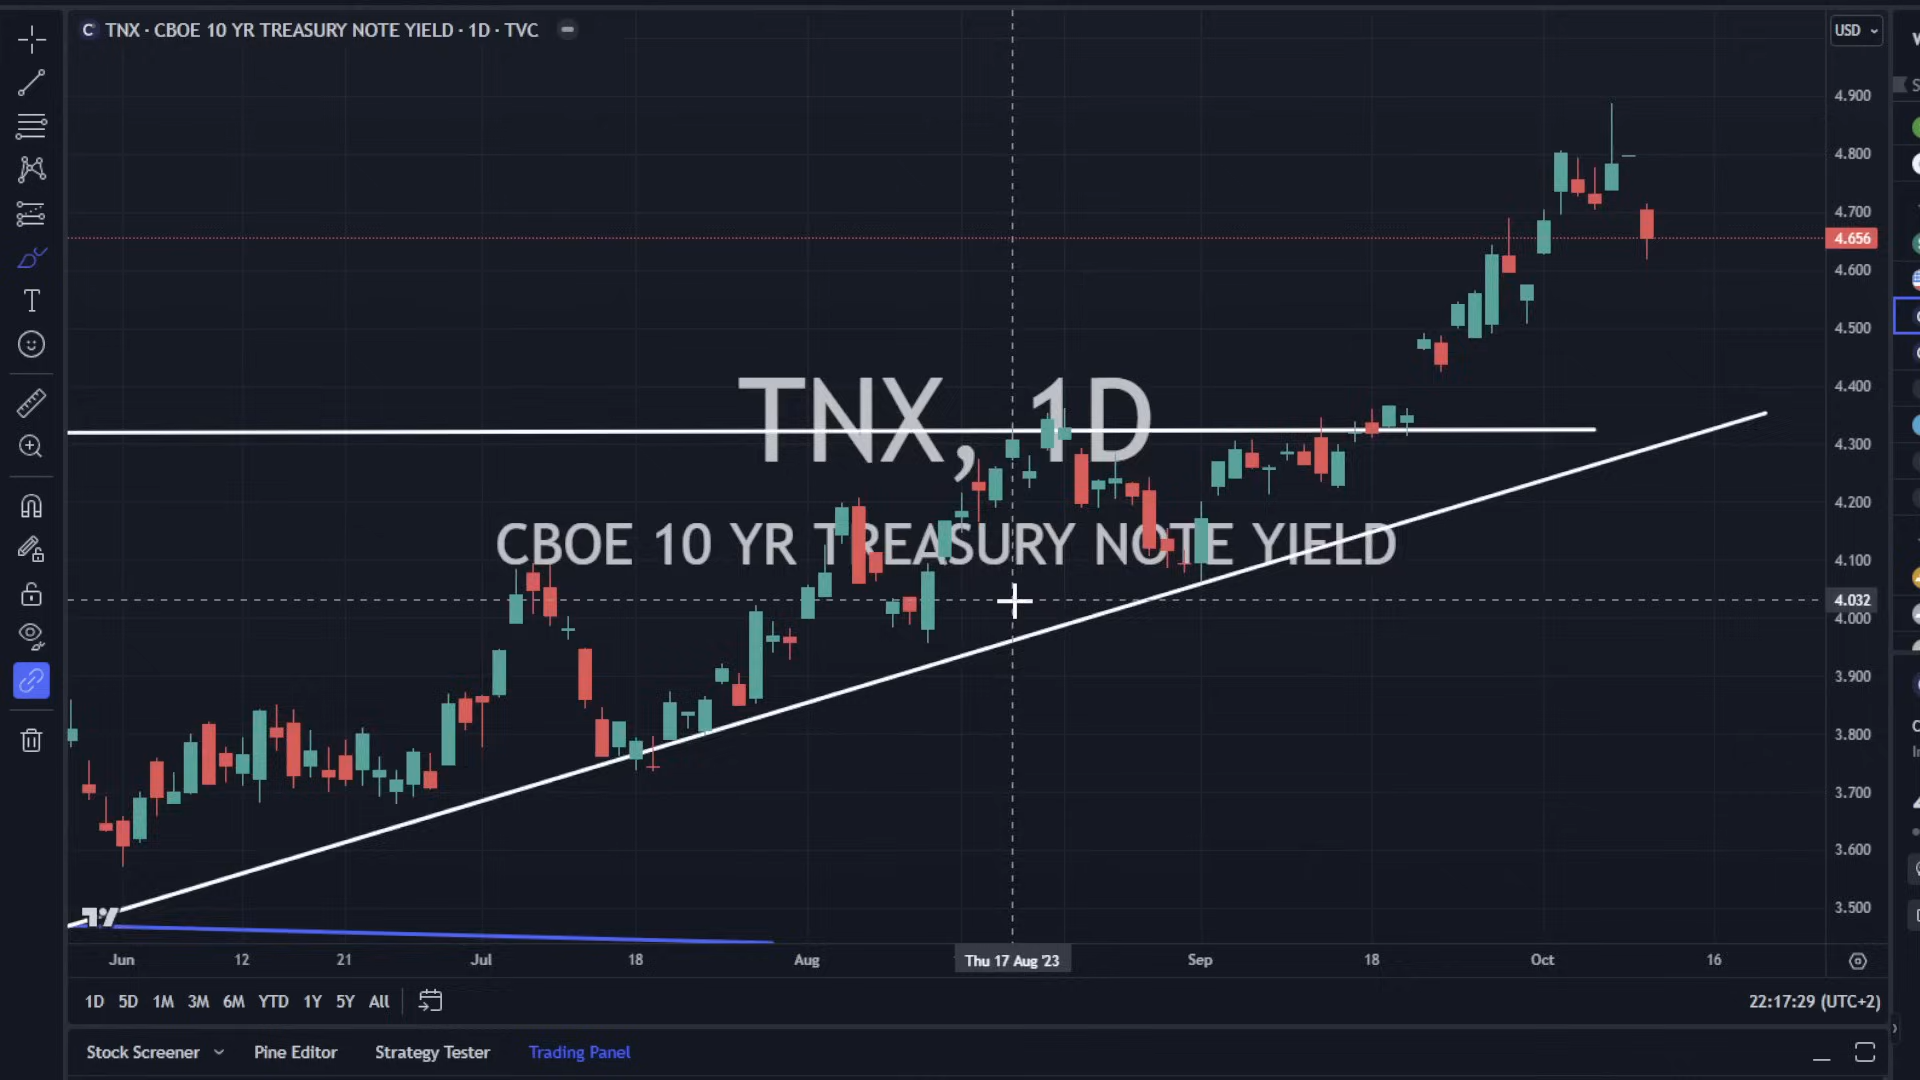 C TNX · CBOE 10 YR TREASURY NOTE YIELD · 1D · TVC
USD
4.900
4.800
4.700
4.656
4.600
4.500
4.400
4.300
4.200
4.100
4.032
4.000
3.900
3.800
3.700
3.600
3.500
TNX, 1D
CBOE 10 YR TREASURY NOTE YIELD
Jun 12 21 Jul 18 Aug Thu 17 Aug '23 Sep 18 Oct 16
1D 5D 1M 3M 6M YTD 1Y 5Y All 22:17:29 (UTC+2)
Stock Screener Pine Editor Strategy Tester Trading Panel